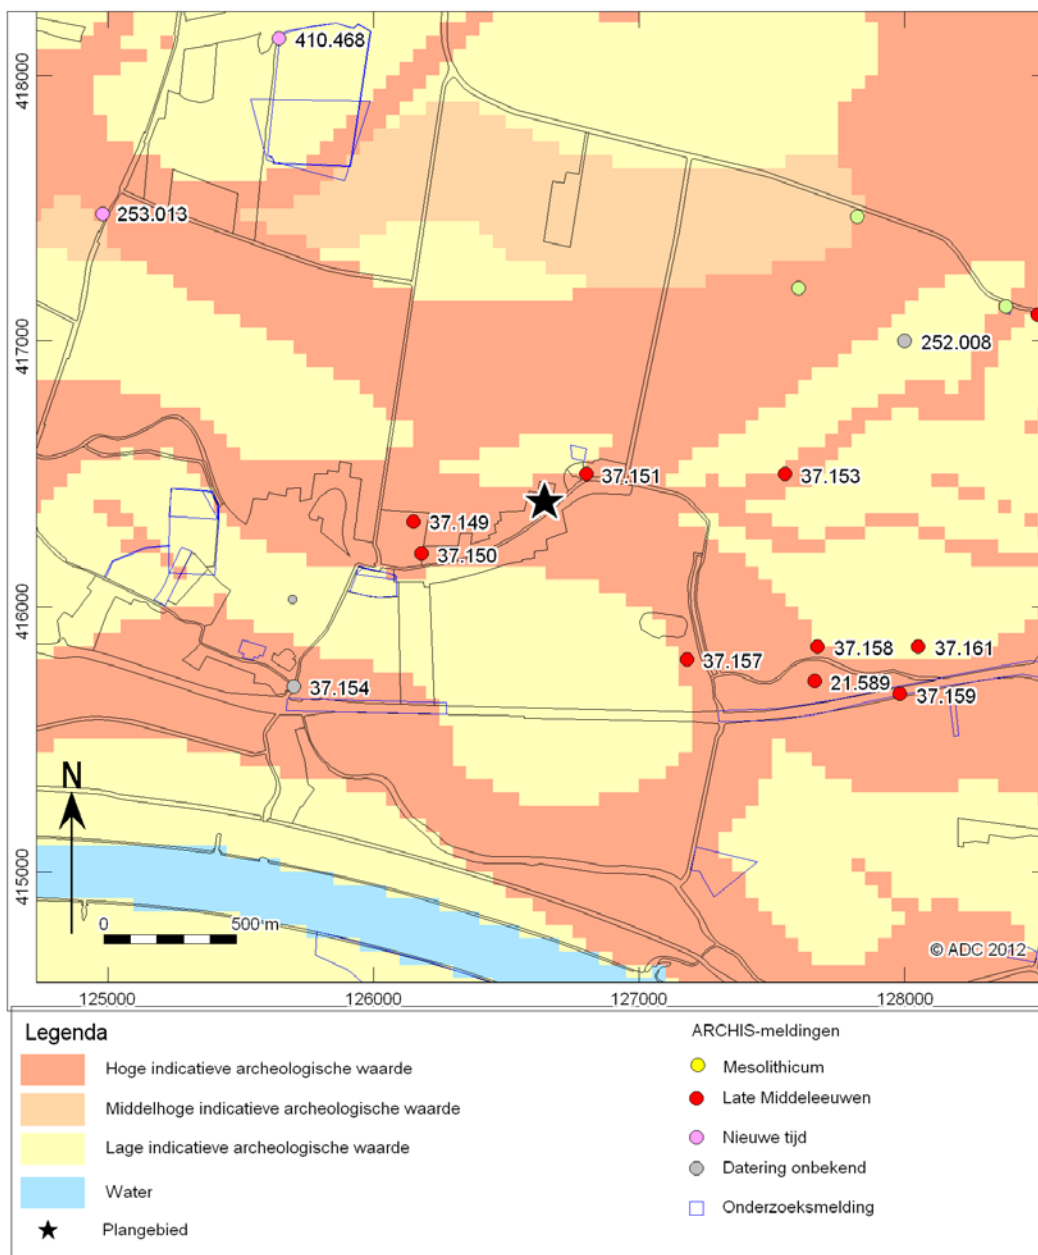 410.468
418000
253.013
417000
252.008
37.151
37.153
37.149
37.150
416000
37.158
37.161
37.157
37.154
21.589
37.159
N
415000
0
500 m
© ADC 2012
125000
126000
127000
128000
Legenda
Hoge indicatieve archeologische waarde
Middelhoge indicatieve archeologische waarde
Lage indicatieve archeologische waarde
Water
Plangebied
ARCHIS-meldingen
Mesolithicum
Late Middeleeuwen
Nieuwe tijd
Datering onbekend
Onderzoeksmelding